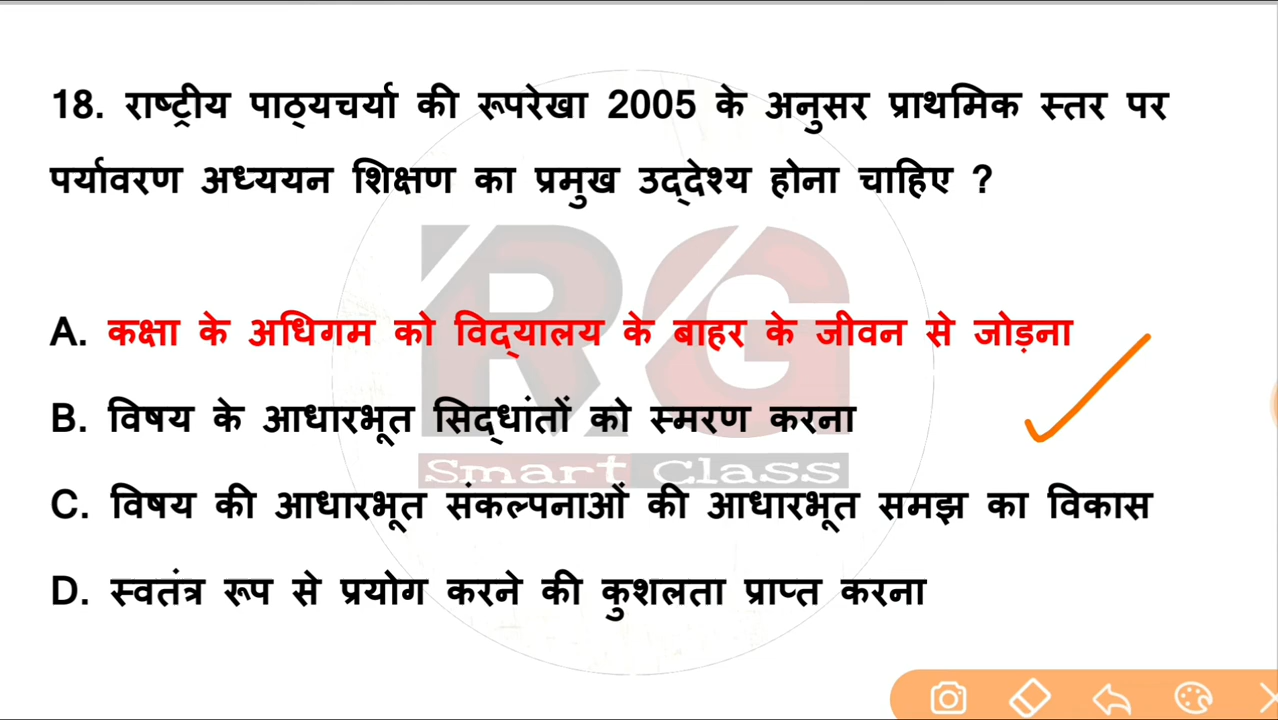 18. राष्ट्रीय पाठ्यचर्या की रूपरेखा 2005 के अनुसर प्राथमिक स्तर पर
पर्यावरण अध्ययन शिक्षण का प्रमुख उद्देश्य होना चाहिए ?
A. कक्षा के अधिगम को विद्यालय के बाहर के जीवन से जोड़ना
B. विषय के आधारभूत सिद्धांतों को स्मरण करना
RG
Smart Class
C. विषय की आधारभूत संकल्पनाओं की आधारभूत समझ का विकास
D. स्वतंत्र रूप से प्रयोग करने की कुशलता प्राप्त करना